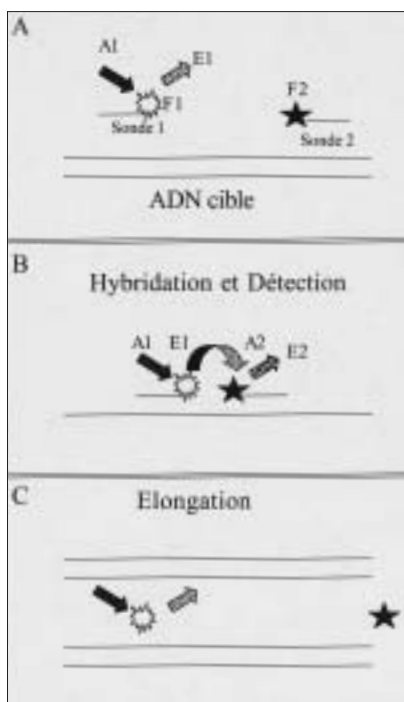 A
A1
E1
F1
Sonde 1
F2
Sonde 2
ADN cible
B
Hybridation et Détection
A1 E1 A2
E2
C
Elongation